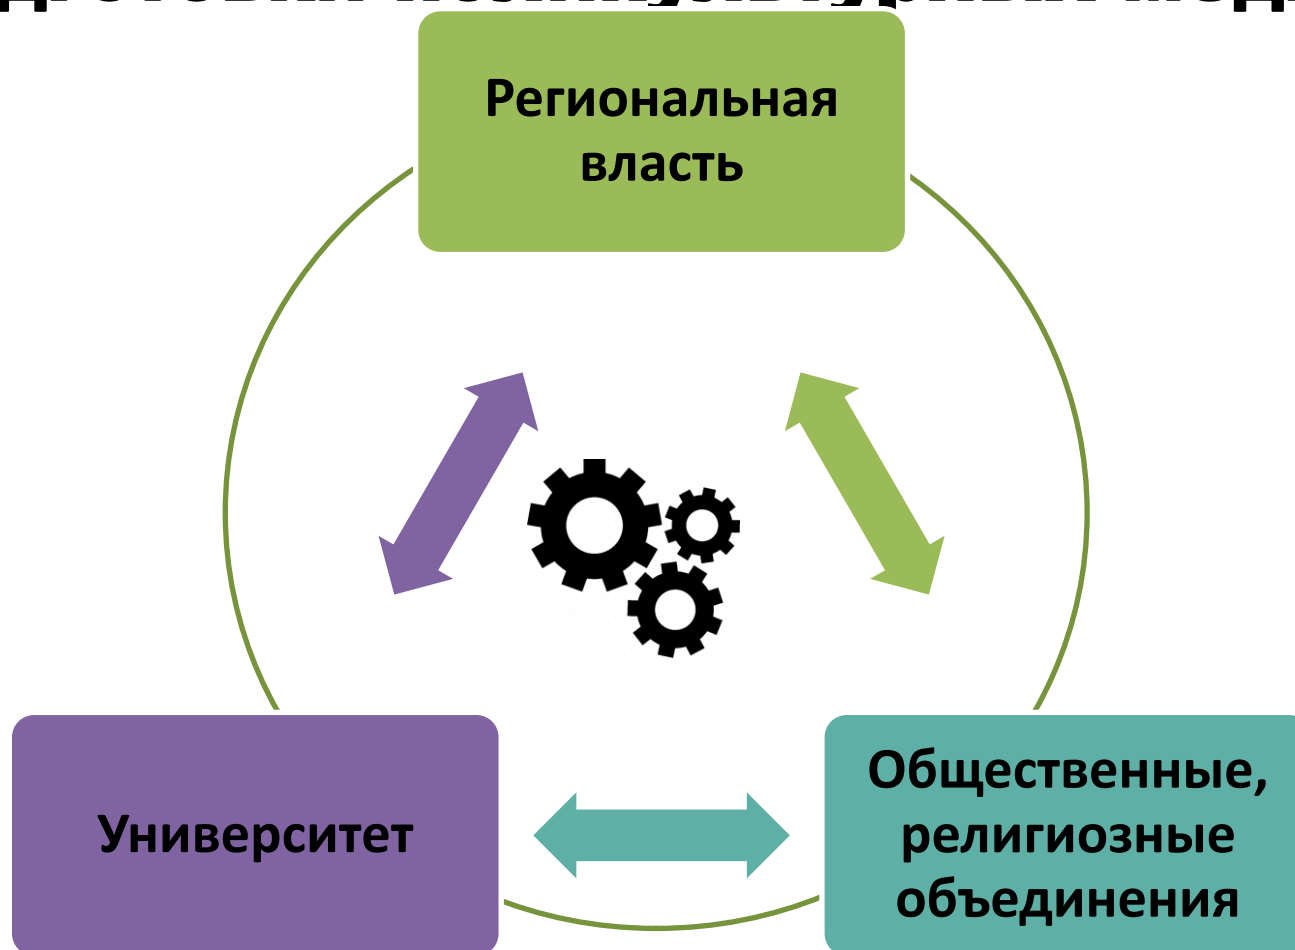 Региональная
власть
Университет
Общественные,
религиозные
объединения